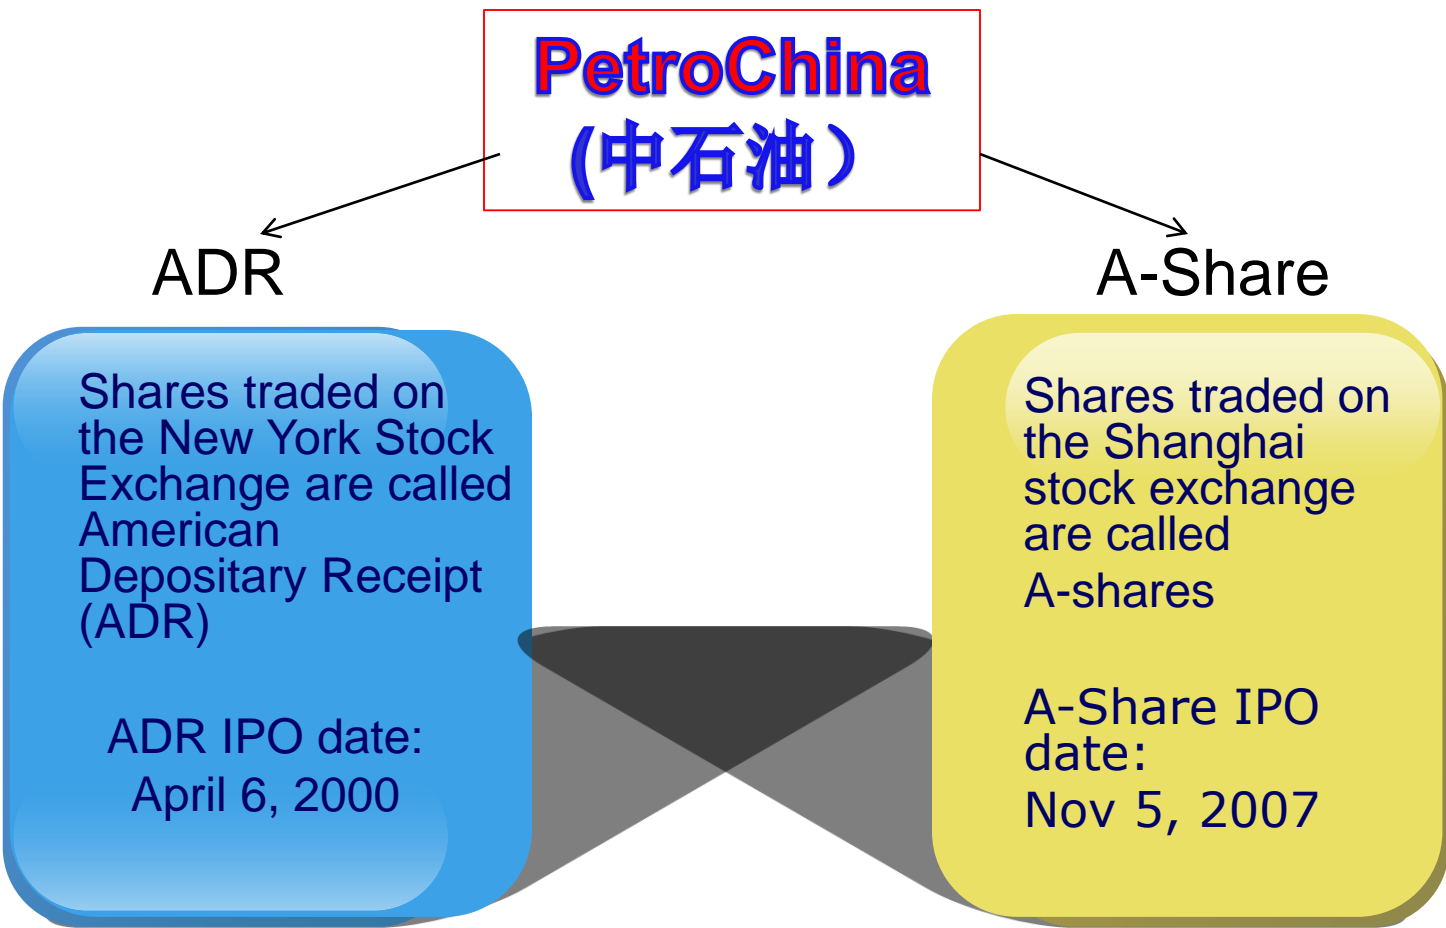 PetroChina
(中石油）
ADR
A-Share
Shares traded on
the New York Stock
Exchange are called
American
Depositary Receipt
(ADR)
ADR IPO date:
April 6, 2000
Shares traded on
the Shanghai
stock exchange
are called
A-shares
A-Share IPO
date:
Nov 5, 2007